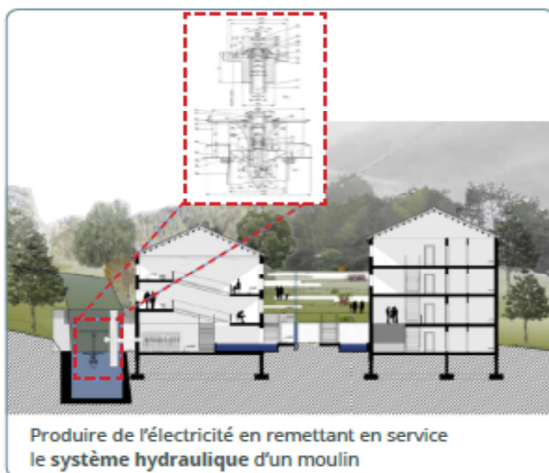 Produire de l’électricité en remettant en service
le système hydraulique d’un moulin